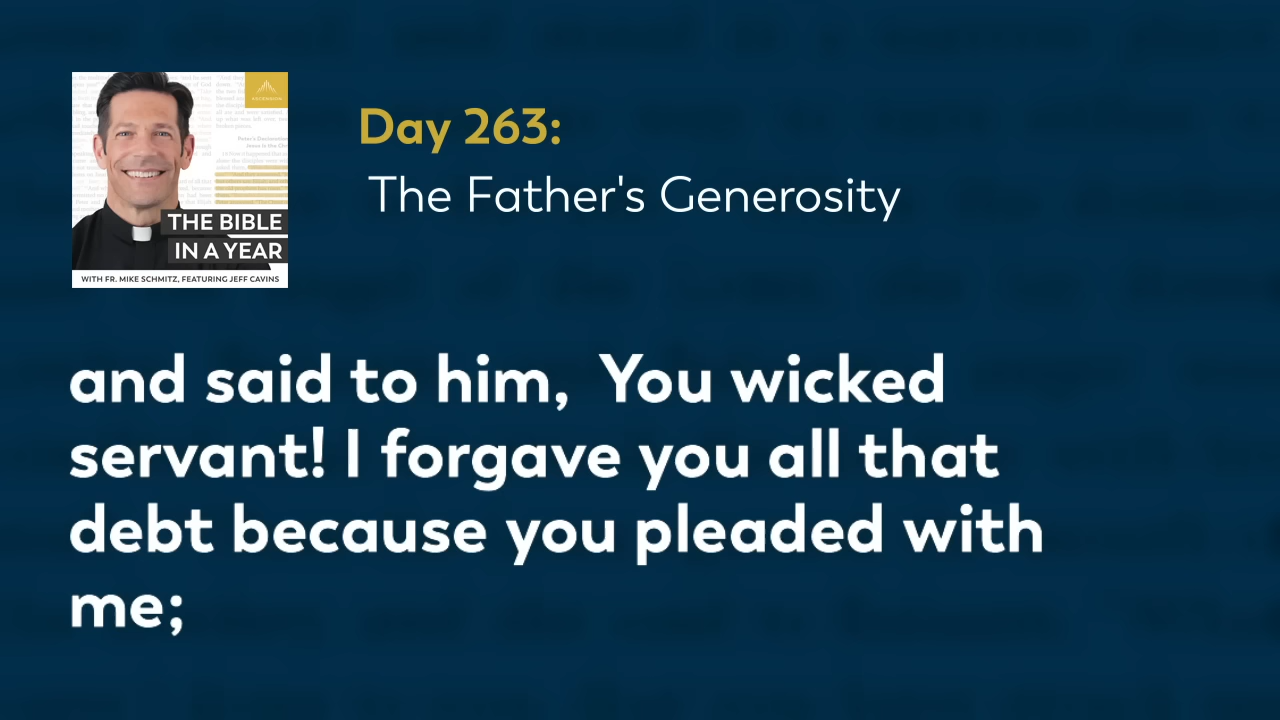 Day 263:
The Father's Generosity
ASCENSION
THE BIBLE
IN A YEAR
WITH FR. MIKE SCHMITZ, FEATURING JEFF CAVINS
and said to him,  You wicked
servant! I forgave you all that
debt because you pleaded with
me;